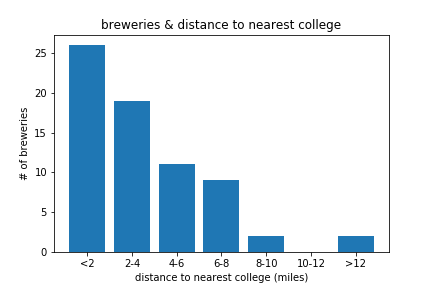 breweries & distance to nearest college
# of breweries
25
20
15
10
5
0
<2 2-4 4-6 6-8 8-10 10-12 >12
distance to nearest college (miles)